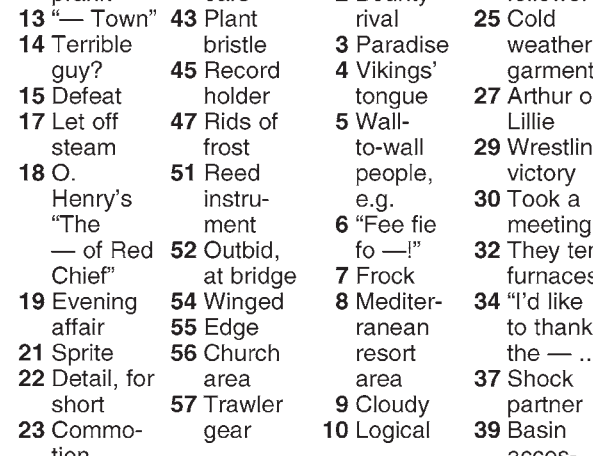 13 “— Town”
14 Terrible
guy?
15 Defeat
17 Let off
steam
18 O.
Henry’s
“The
— of Red
Chief”
19 Evening
affair
21 Sprite
22 Detail, for
short
23 Commo-
tion
43 Plant
bristle
45 Record
holder
47 Rids of
frost
51 Reed
instru-
ment
52 Outbid,
at bridge
54 Winged
55 Edge
56 Church
area
57 Trawler
gear
rival
3 Paradise
4 Vikings’
tongue
5 Wall-
to-wall
people,
e.g.
6 “Fee fie
fo —!”
7 Frock
8 Mediter-
ranean
resort
area
9 Cloudy
10 Logical
25 Cold
weather
garment
27 Arthur o
Lillie
29 Wrestlin
victory
30 Took a
meeting
32 They ten
furnaces
34 “I’d like
to thank
the — ..
37 Shock
partner
39 Basin
acces-